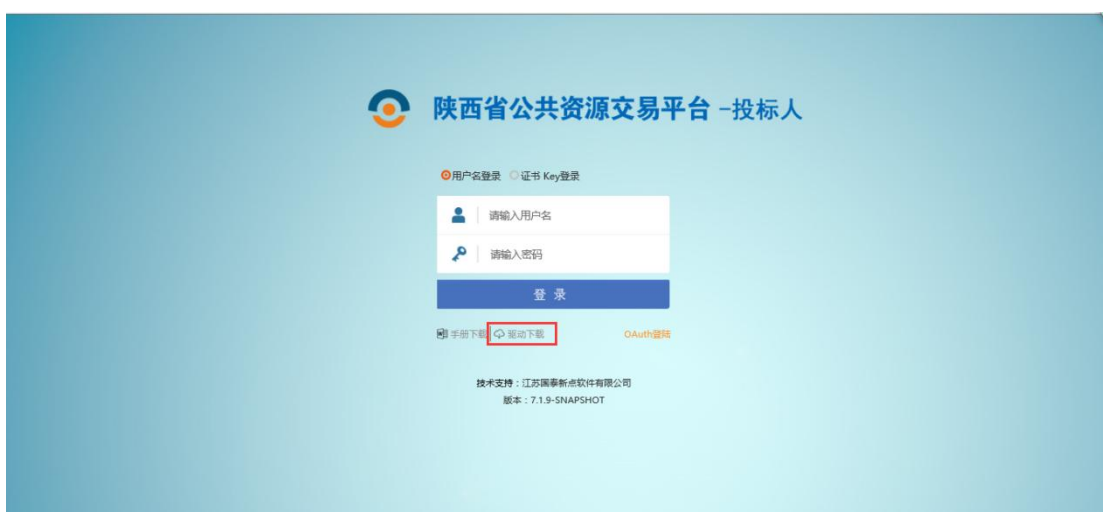 陕西省公共资源交易平台 -投标人
用户名登录 证书 Key登录
请输入用户名
请输入密码
登 录
手册下载 驱动下载 OAuth登陆
技术支持：江苏国泰新点软件有限公司
版本：7.1.9-SNAPSHOT